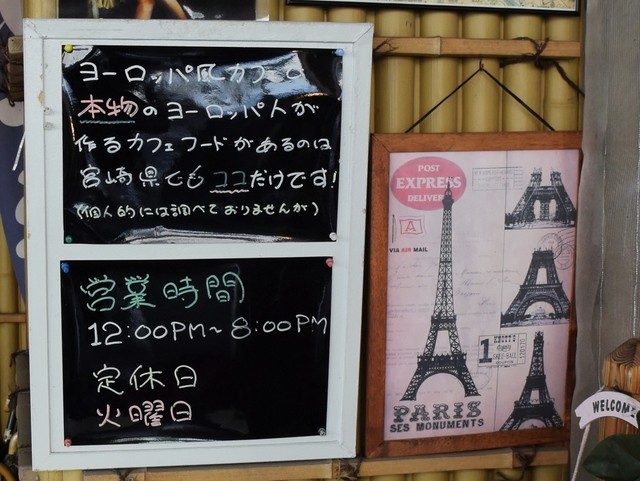 ヨーロッパ風カフェの
本物のヨーロッパ人が
作るカフェフードがあるのは
宮崎県でもココだけです!
(個人的には調べておりませんが)
営業時間
12:00PM~8:00PM
定休日
火曜日
POST
EXPRESS
DELIVERY
A
VIA AIR MAIL
1
PARIS
SES MONUMENTS
WELCOME